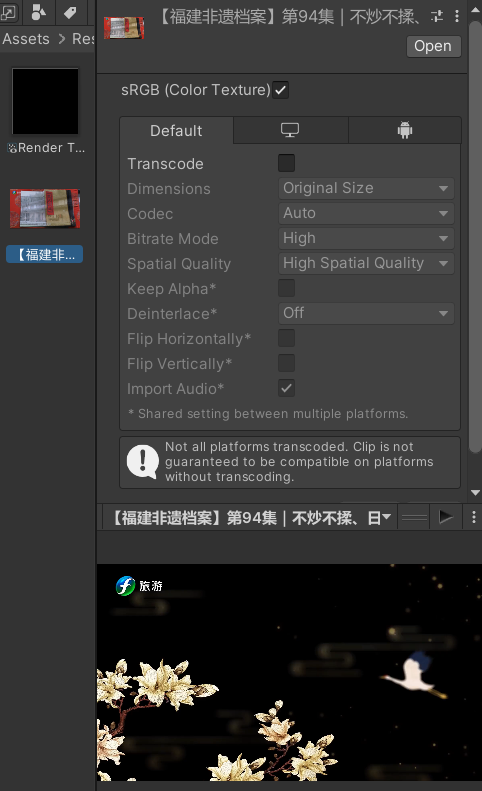 【福建非遗档案】第94集 | 不炒不揉、
Assets > Res
Open
sRGB (Color Texture)
Default
Render T...
Transcode
Dimensions Original Size
Codec Auto
Bitrate Mode High
【福建非...
Spatial Quality High Spatial Quality
Keep Alpha*
Deinterlace* Off
Flip Horizontally*
Flip Vertically*
Import Audio*
* Shared setting between multiple platforms.
Not all platforms transcoded. Clip is not
guaranteed to be compatible on platforms
without transcoding.
【福建非遗档案】第94集 | 不炒不揉、日
旅游